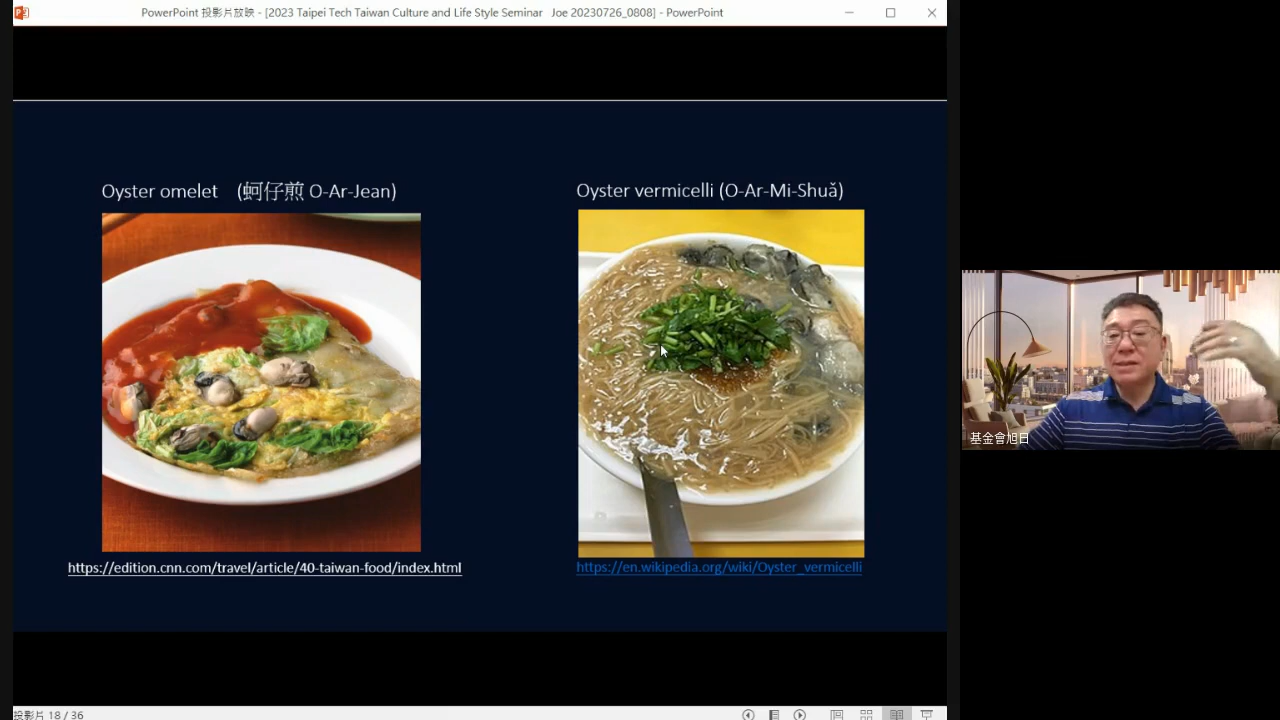 PowerPoint 投影片放映 - [2023 Taipei Tech Taiwan Culture and Life Style Seminar Joe 20230726_0808] - PowerPoint
Oyster omelet (蚵仔煎 O-Ar-Jean)
Oyster vermicelli (O-Ar-Mi-Shuǎ)
https://edition.cnn.com/travel/article/40-taiwan-food/index.html
https://en.wikipedia.org/wiki/Oyster_vermicelli
基金會旭日
投影片 18 / 36